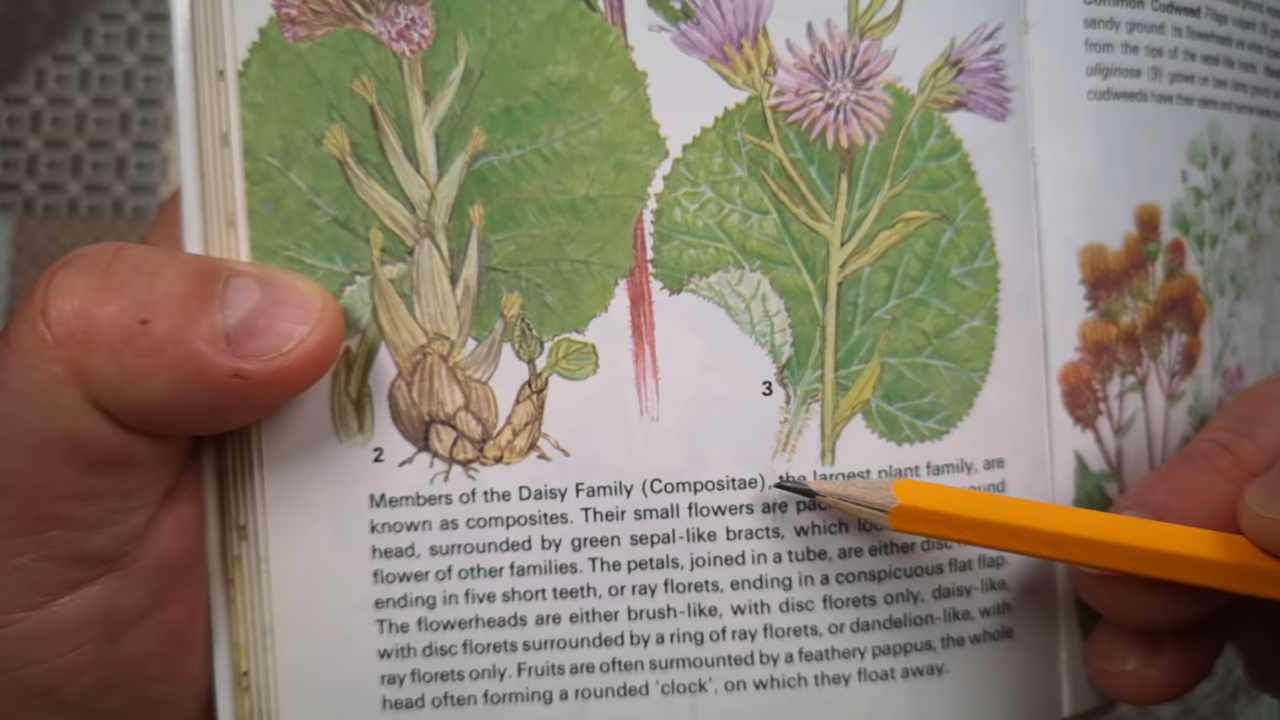 2
3
Members of the Daisy Family (Compositae), the largest plant family, are
known as composites. Their small flowers are
head, surrounded by green sepal-like bracts, which
flower of other families. The petals, joined in a tube, are either
ending in five short teeth, or ray florets, ending in a conspicuous flat flap.
The flowerheads are either brush-like, with disc florets only, daisy-like,
with disc florets surrounded by a ring of ray florets, or dandelion-like, with
ray florets only. Fruits are often surmounted by a feathery pappus, the whole
head often forming a rounded 'clock', on which they float away.
Common Cudweed
sandy ground. Its flowerheads are
from the tips of the sepal-like
uliginosa (9) grows on
cudweeds have their